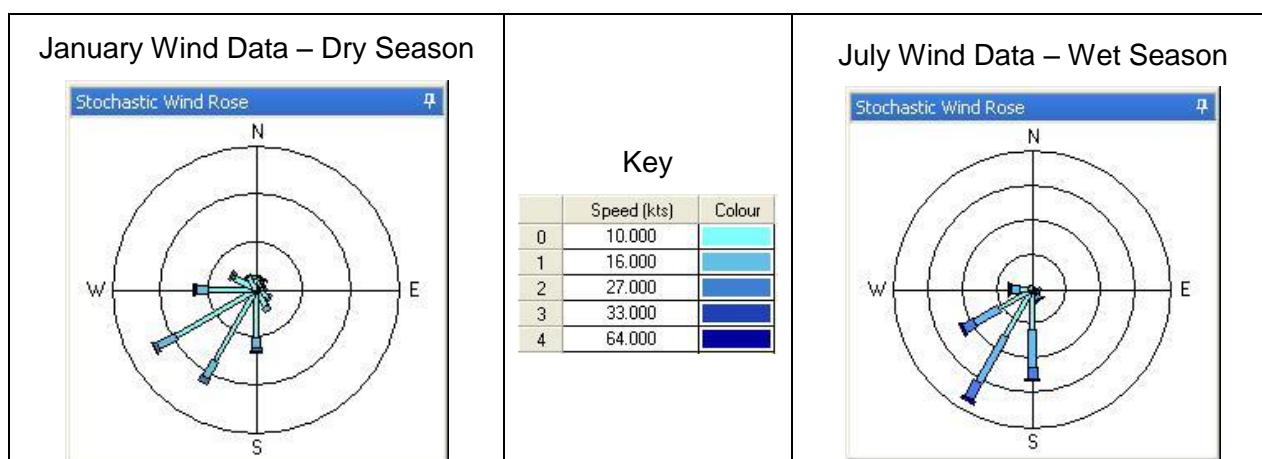 January Wind Data – Dry Season
Stochastic Wind Rose
N
W
E
S
Key
Speed (kts) Colour
0 10.000
1 16.000
2 27.000
3 33.000
4 64.000
July Wind Data – Wet Season
Stochastic Wind Rose
N
W
E
S